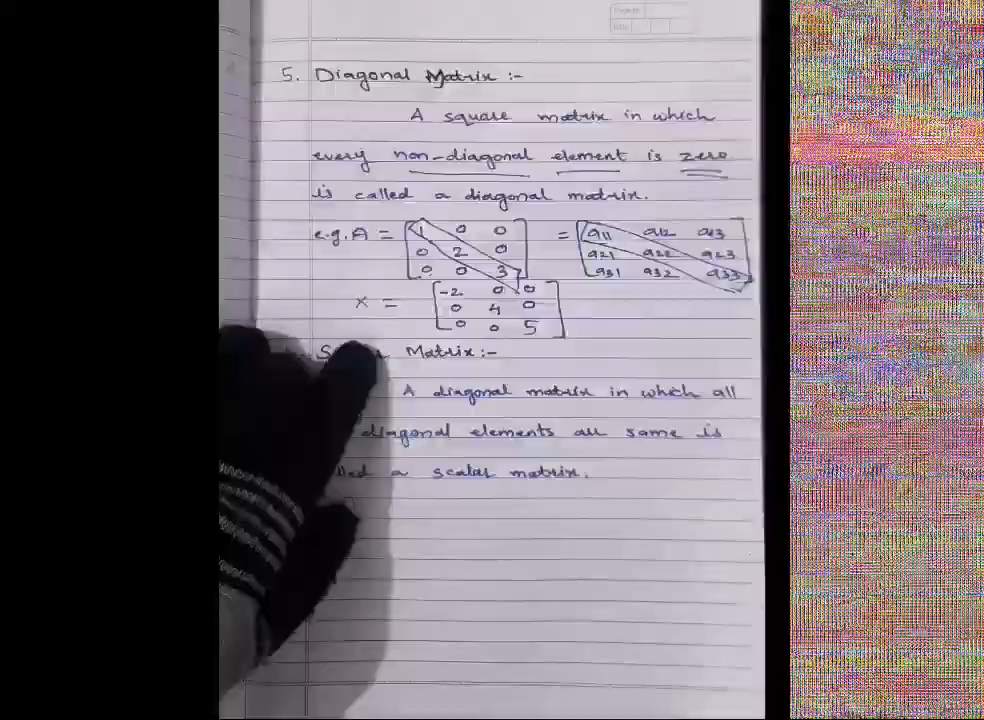 5. Diagonal Matrix :-
A square matrix in which
every non-diagonal element is zero
is called a diagonal matrix.
e.g. A = [1 0 0 = [a11 a12 a13
0 2 0 a21 a22 a23
0 0 3] a31 a32 a33]
x = [-2 0 0
0 4 0
0 0 5]
Matrix:-
A diagonal matrix in which all
diagonal elements are same is
a scalar matrix.